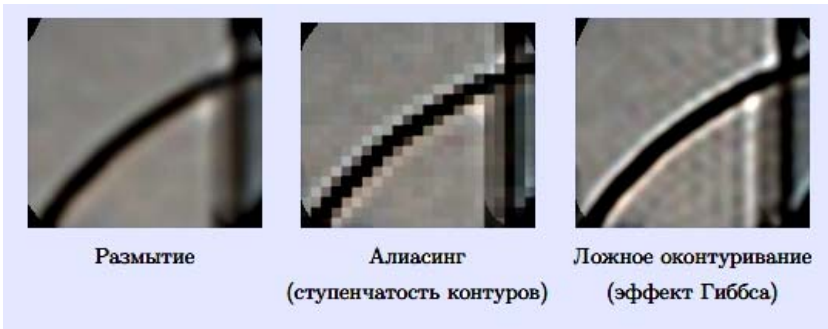 Размытие
Алиасинг
(ступенчатость контуров)
Ложное оконтуривание
(эффект Гиббса)